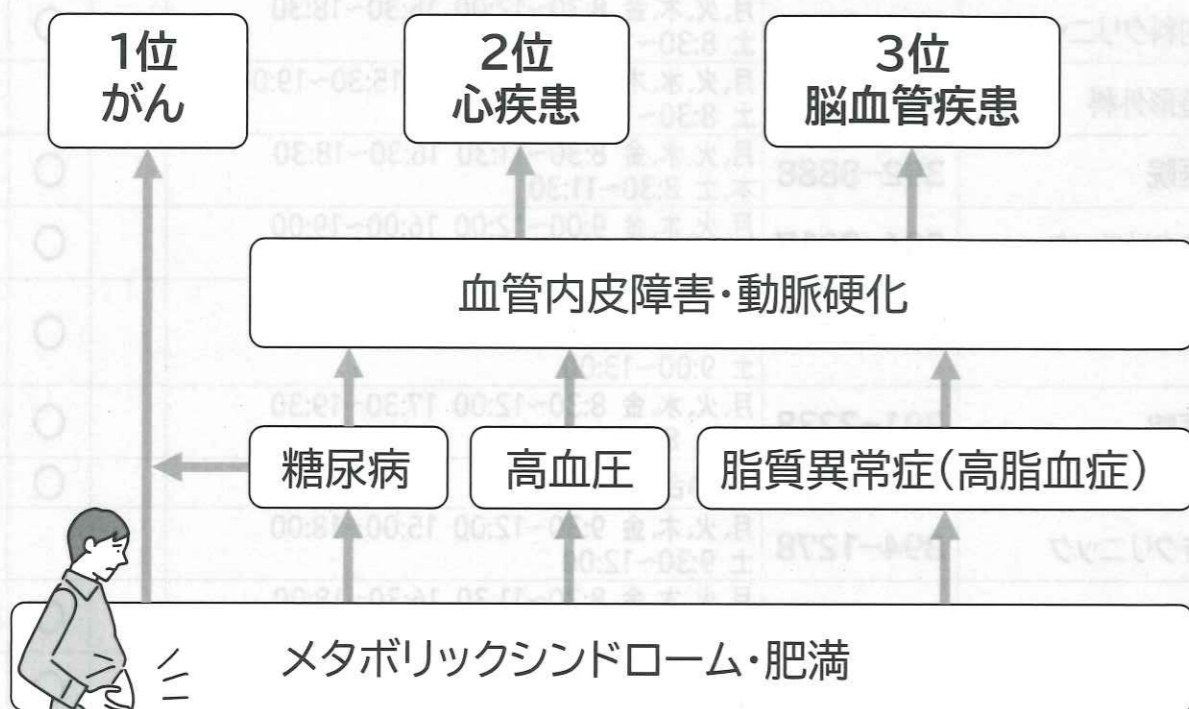 1位
がん
2位
心疾患
3位
脳血管疾患
血管内皮障害・動脈硬化
糖尿病
高血圧
脂質異常症(高脂血症)
メタボリックシンドローム・肥満